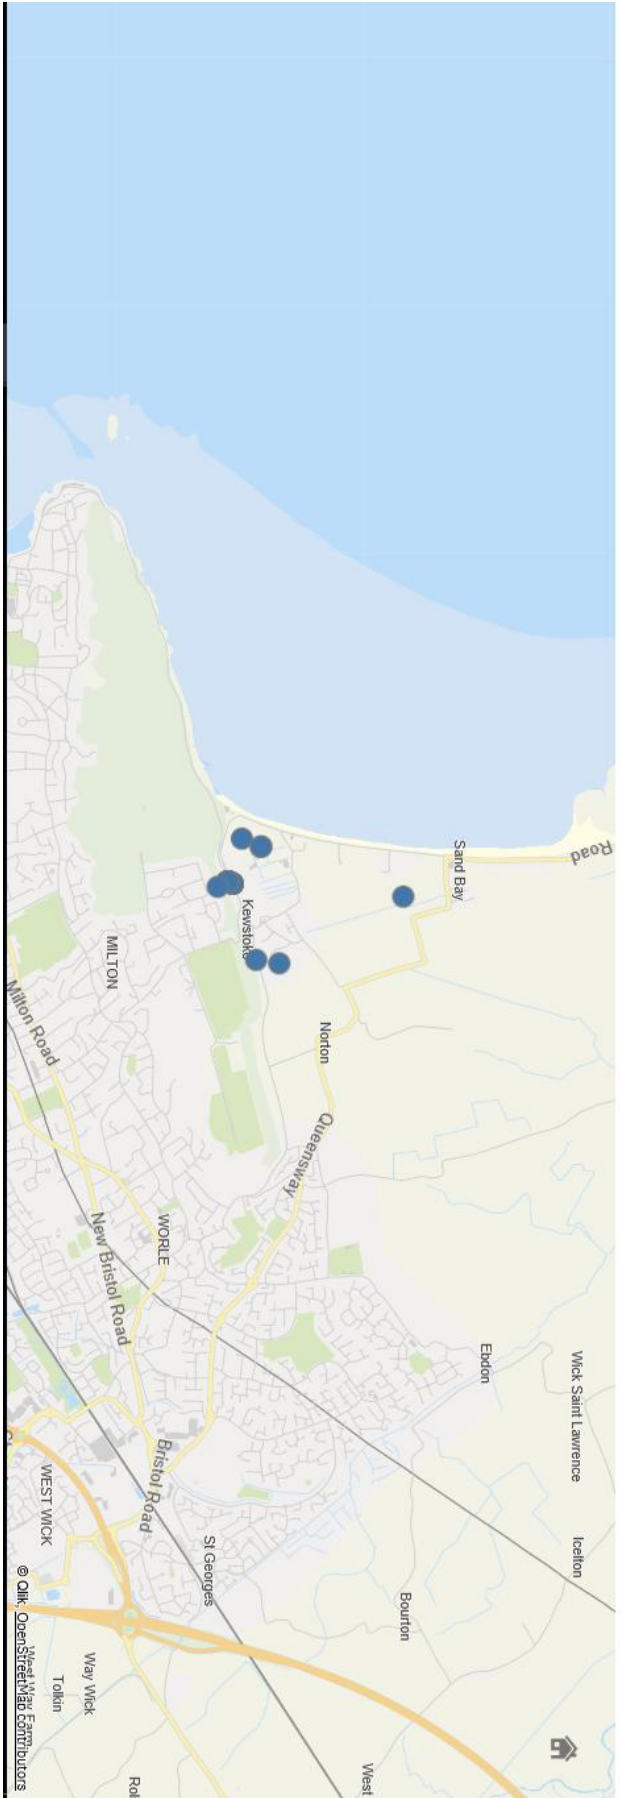 Road
Wick Saint Lawrence
Icelton
Ebdon
Sand Bay
Bourton
West
Norton
Queensway
Kewstoke
St Georges
WORLE
Bristol Road
Rol
MILTON
New Bristol Road
Way Wick
Tolkin
WEST WICK
Milton Road
West Way Farm
© Qlik, OpenStreetMap contributors